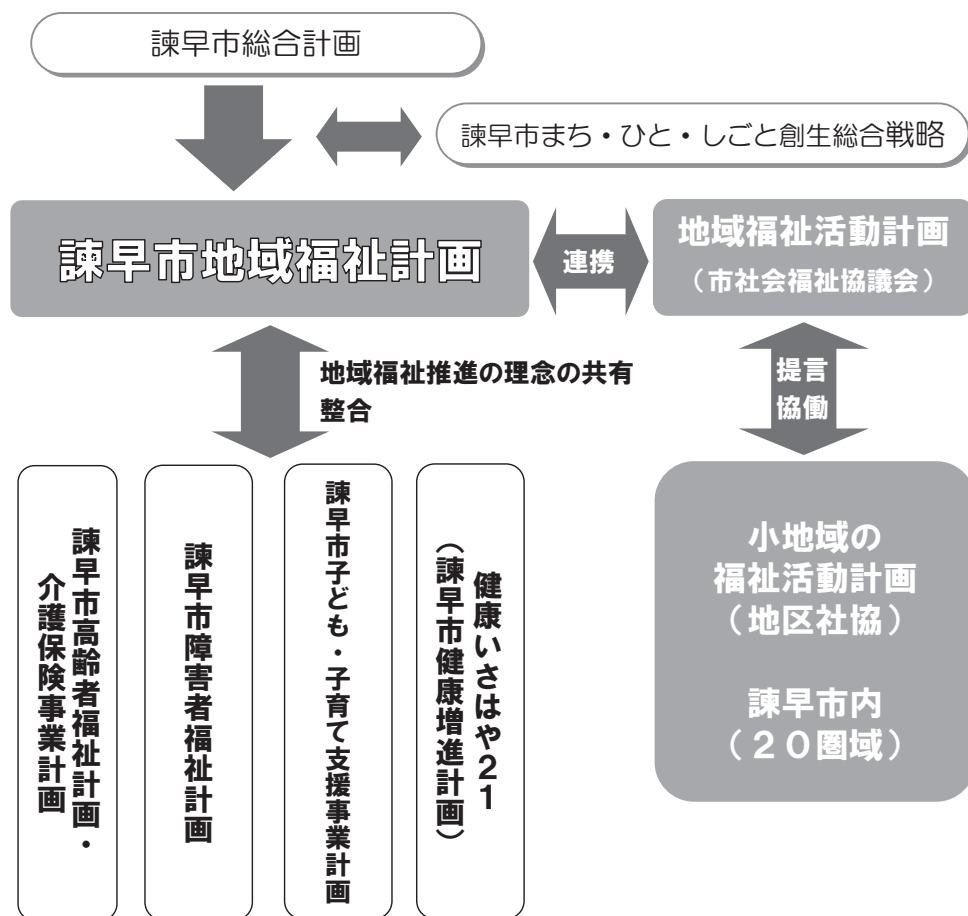 諫早市総合計画
諫早市まち・ひと・しごと創生総合戦略
諫早市地域福祉計画
連携
地域福祉活動計画
（市社会福祉協議会）
地域福祉推進の理念の共有
整合
提言
協働
諫早市高齢者福祉計画・
介護保険事業計画
諫早市障害者福祉計画
諫早市子ども・子育て支援事業計画
健康いさはや２１
（諫早市健康増進計画）
小地域の
福祉活動計画
（地区社協）
諫早市内
（２０圏域）